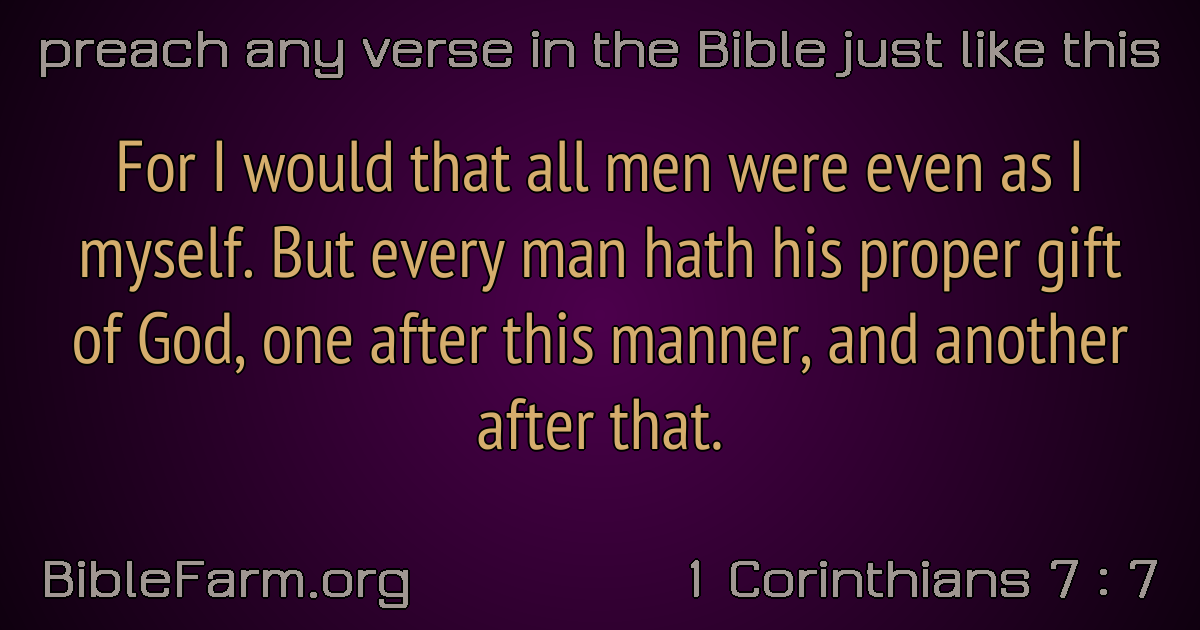 preach any verse in the Bible just like this
For I would that all men were even as I
myself. But every man hath his proper gift
of God, one after this manner, and another
after that.
BibleFarm.org
1 Corinthians 7 : 7